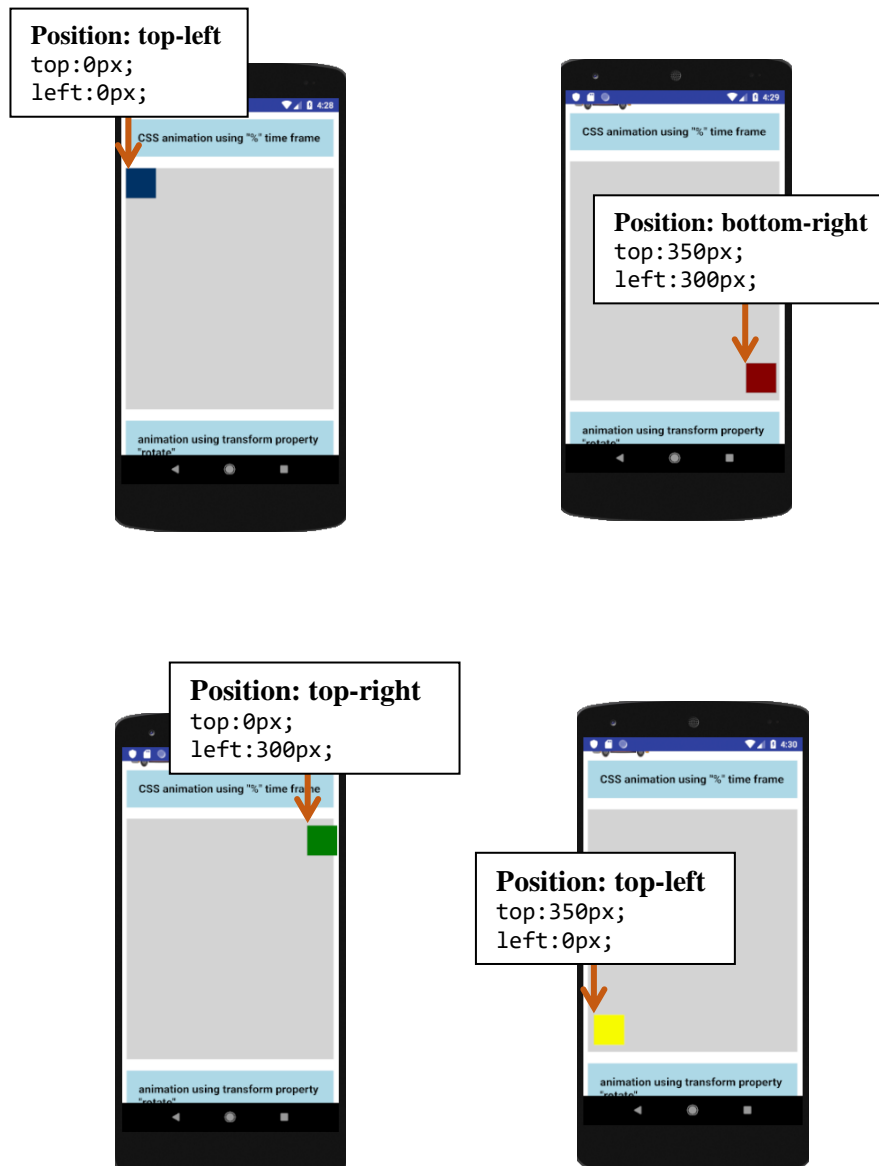 Position: top-left
top:0px;
left:0px;
4:28
CSS animation using "%" time frame
animation using transform property
"rotate"
4:29
CSS animation using "%" time frame
Position: bottom-right
top:350px;
left:300px;
animation using transform property
"rotate"
Position: top-right
top:0px;
left:300px;
CSS animation using "%" time frame
animation using transform property
"rotate"
4:30
CSS animation using "%" time frame
Position: top-left
top:350px;
left:0px;
animation using transform property
"rotate"